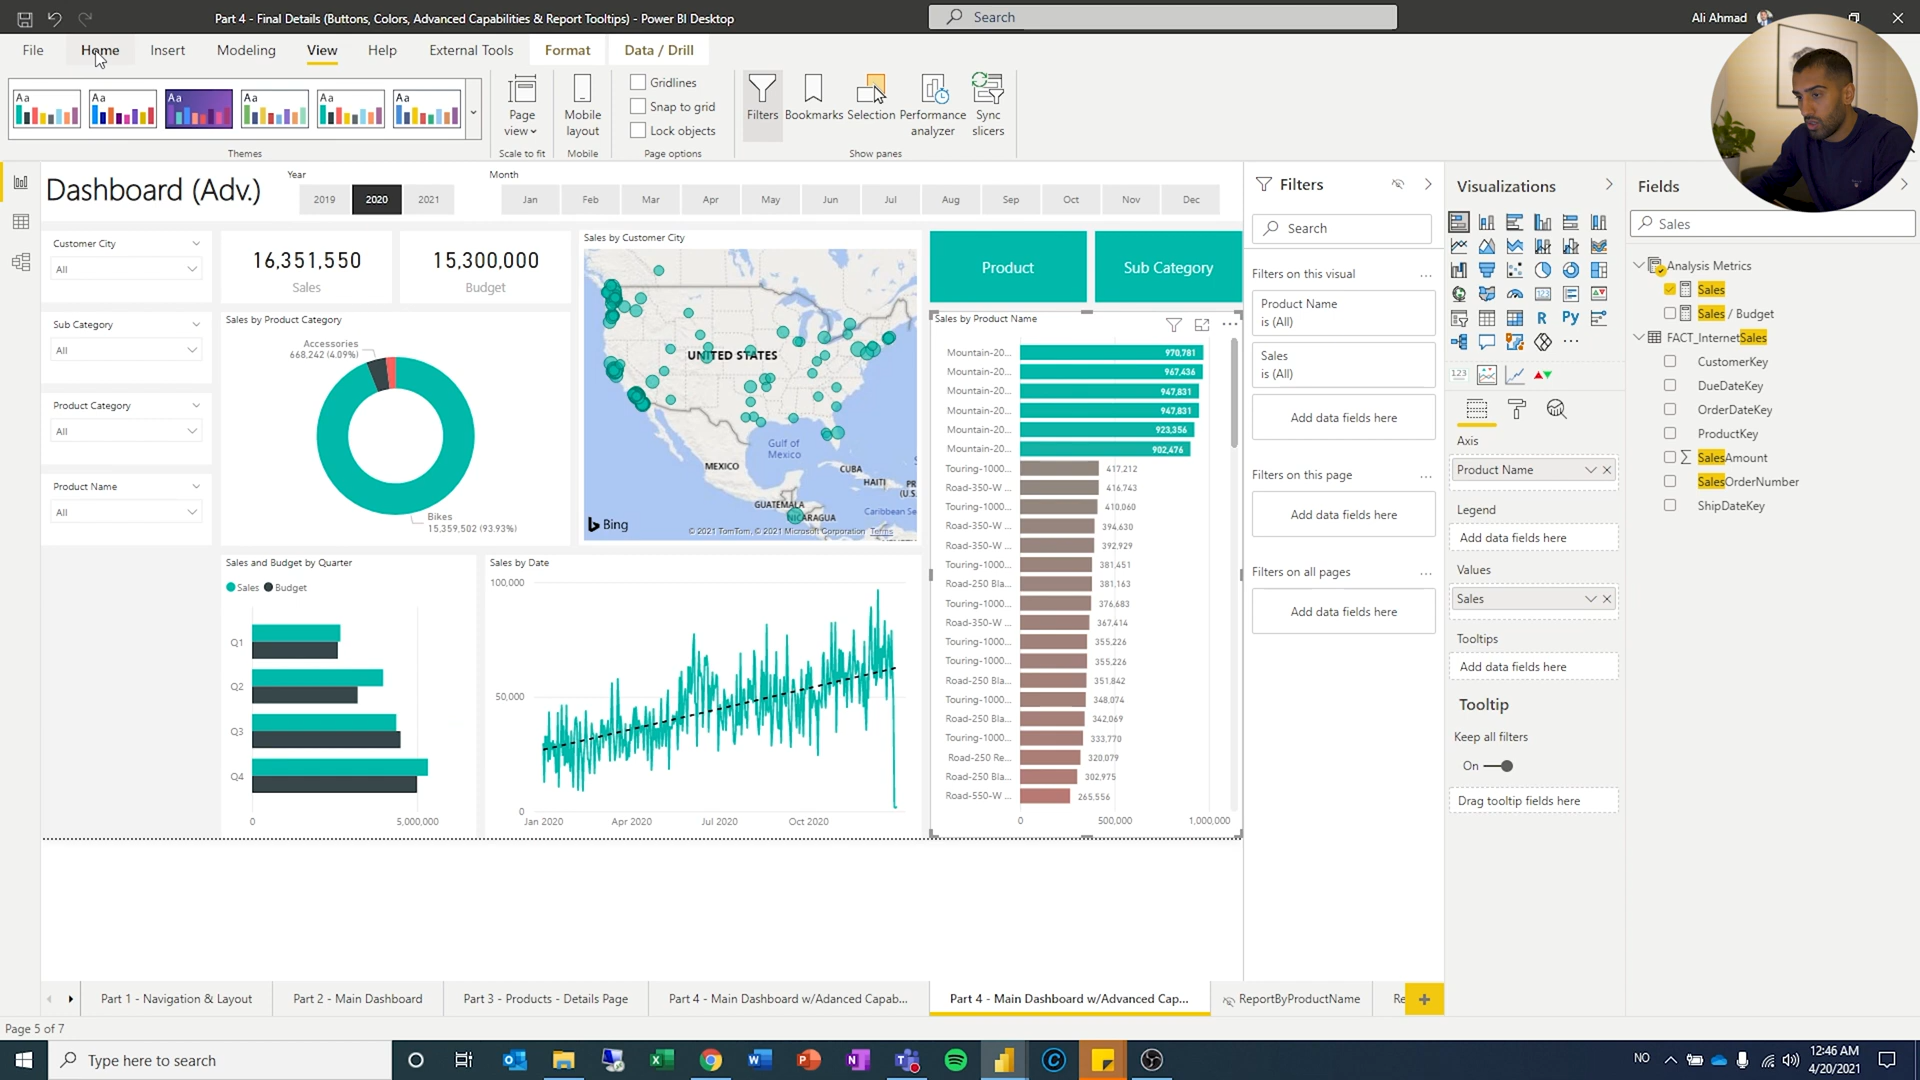 Part 4 - Final Details (Buttons, Colors, Advanced Capabilities & Report Tooltips) - Power BI Desktop
Search
Ali Ahmad
File
Home
Insert
Modeling
View
Help
External Tools
Format
Data / Drill
Aa
Aa
Aa
Aa
Aa
Aa
Page view
Mobile layout
Gridlines
Snap to grid
Lock objects
Filters
Bookmarks
Selection
Performance analyzer
Sync slicers
Themes
Scale to fit
Mobile
Page options
Show panes
Dashboard (Adv.)
Year
2019
2020
2021
Month
Jan
Feb
Mar
Apr
May
Jun
Jul
Aug
Sep
Oct
Nov
Dec
Customer City
All
Sub Category
All
Product Category
All
Product Name
All
16,351,550
Sales
15,300,000
Budget
Sales by Product Category
Accessories
668,242 (4.09%)
Bikes
15,359,502 (93.93%)
Sales by Customer City
UNITED STATES
Gulf of
Mexico
MEXICO
CUBA
HAITI
P.R.
(U.S.
GUATEMALA
NICARAGUA
Caribbean Se
Bing
© 2021 TomTom, © 2021 Microsoft Corporation Terms
Product
Sub Category
Sales by Product Name
Mountain-20... 970,781
Mountain-20... 967,436
Mountain-20... 947,831
Mountain-20... 947,831
Mountain-20... 923,356
Mountain-20... 902,476
Touring-1000... 417,212
Road-350-W ... 416,743
Touring-1000... 410,060
Road-350-W ... 394,630
Road-350-W ... 392,929
Touring-1000... 381,451
Road-250 Bla... 381,163
Touring-1000... 376,683
Road-350-W ... 367,414
Touring-1000... 355,226
Touring-1000... 355,226
Road-250 Bla... 351,842
Touring-1000... 348,074
Road-250 Bla... 342,069
Touring-1000... 333,770
Road-250 Re... 320,079
Road-250 Bla... 302,975
Road-550-W ... 265,556
0
500,000
1,000,000
Sales and Budget by Quarter
Sales
Budget
Q1
Q2
Q3
Q4
0
5,000,000
Sales by Date
100,000
50,000
0
Jan 2020
Apr 2020
Jul 2020
Oct 2020
Filters
Search
Filters on this visual
Product Name
is (All)
Sales
is (All)
Add data fields here
Filters on this page
Add data fields here
Filters on all pages
Add data fields here
Visualizations
R
Py
123
Axis
Product Name
Legend
Add data fields here
Values
Sales
Tooltips
Add data fields here
Tooltip
Keep all filters
On
Drag tooltip fields here
Fields
Sales
Analysis Metrics
Sales
Sales / Budget
FACT_InternetSales
CustomerKey
DueDateKey
OrderDateKey
ProductKey
SalesAmount
SalesOrderNumber
ShipDateKey
Part 1 - Navigation & Layout
Part 2 - Main Dashboard
Part 3 - Products - Details Page
Part 4 - Main Dashboard w/Adanced Capab...
Part 4 - Main Dashboard w/Advanced Cap...
ReportByProductName
Re
Page 5 of 7
Type here to search
NO
12:46 AM
4/20/2021